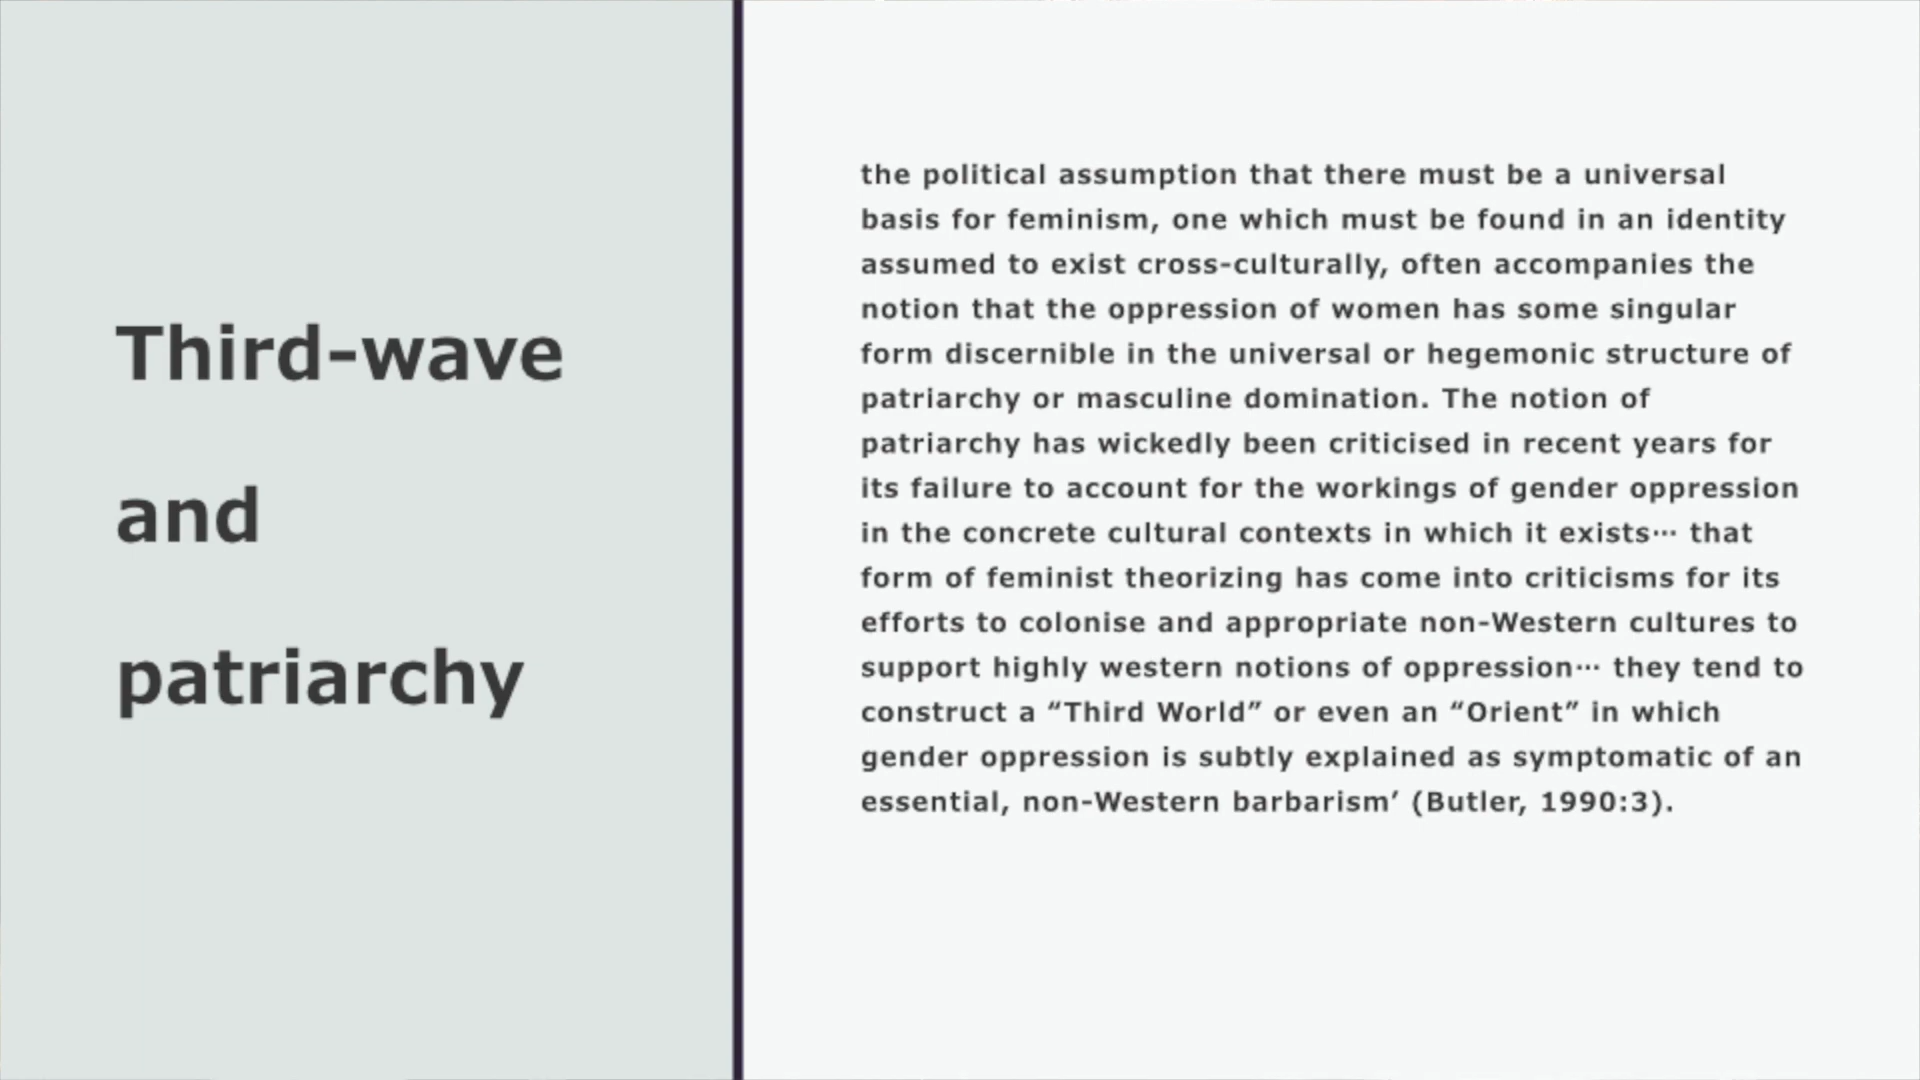 Third-wave
and
patriarchy
the political assumption that there must be a universal
basis for feminism, one which must be found in an identity
assumed to exist cross-culturally, often accompanies the
notion that the oppression of women has some singular
form discernible in the universal or hegemonic structure of
patriarchy or masculine domination. The notion of
patriarchy has wickedly been criticised in recent years for
its failure to account for the workings of gender oppression
in the concrete cultural contexts in which it exists··· that
form of feminist theorizing has come into criticisms for its
efforts to colonise and appropriate non-Western cultures to
support highly western notions of oppression··· they tend to
construct a “Third World” or even an “Orient” in which
gender oppression is subtly explained as symptomatic of an
essential, non-Western barbarism’ (Butler, 1990:3).